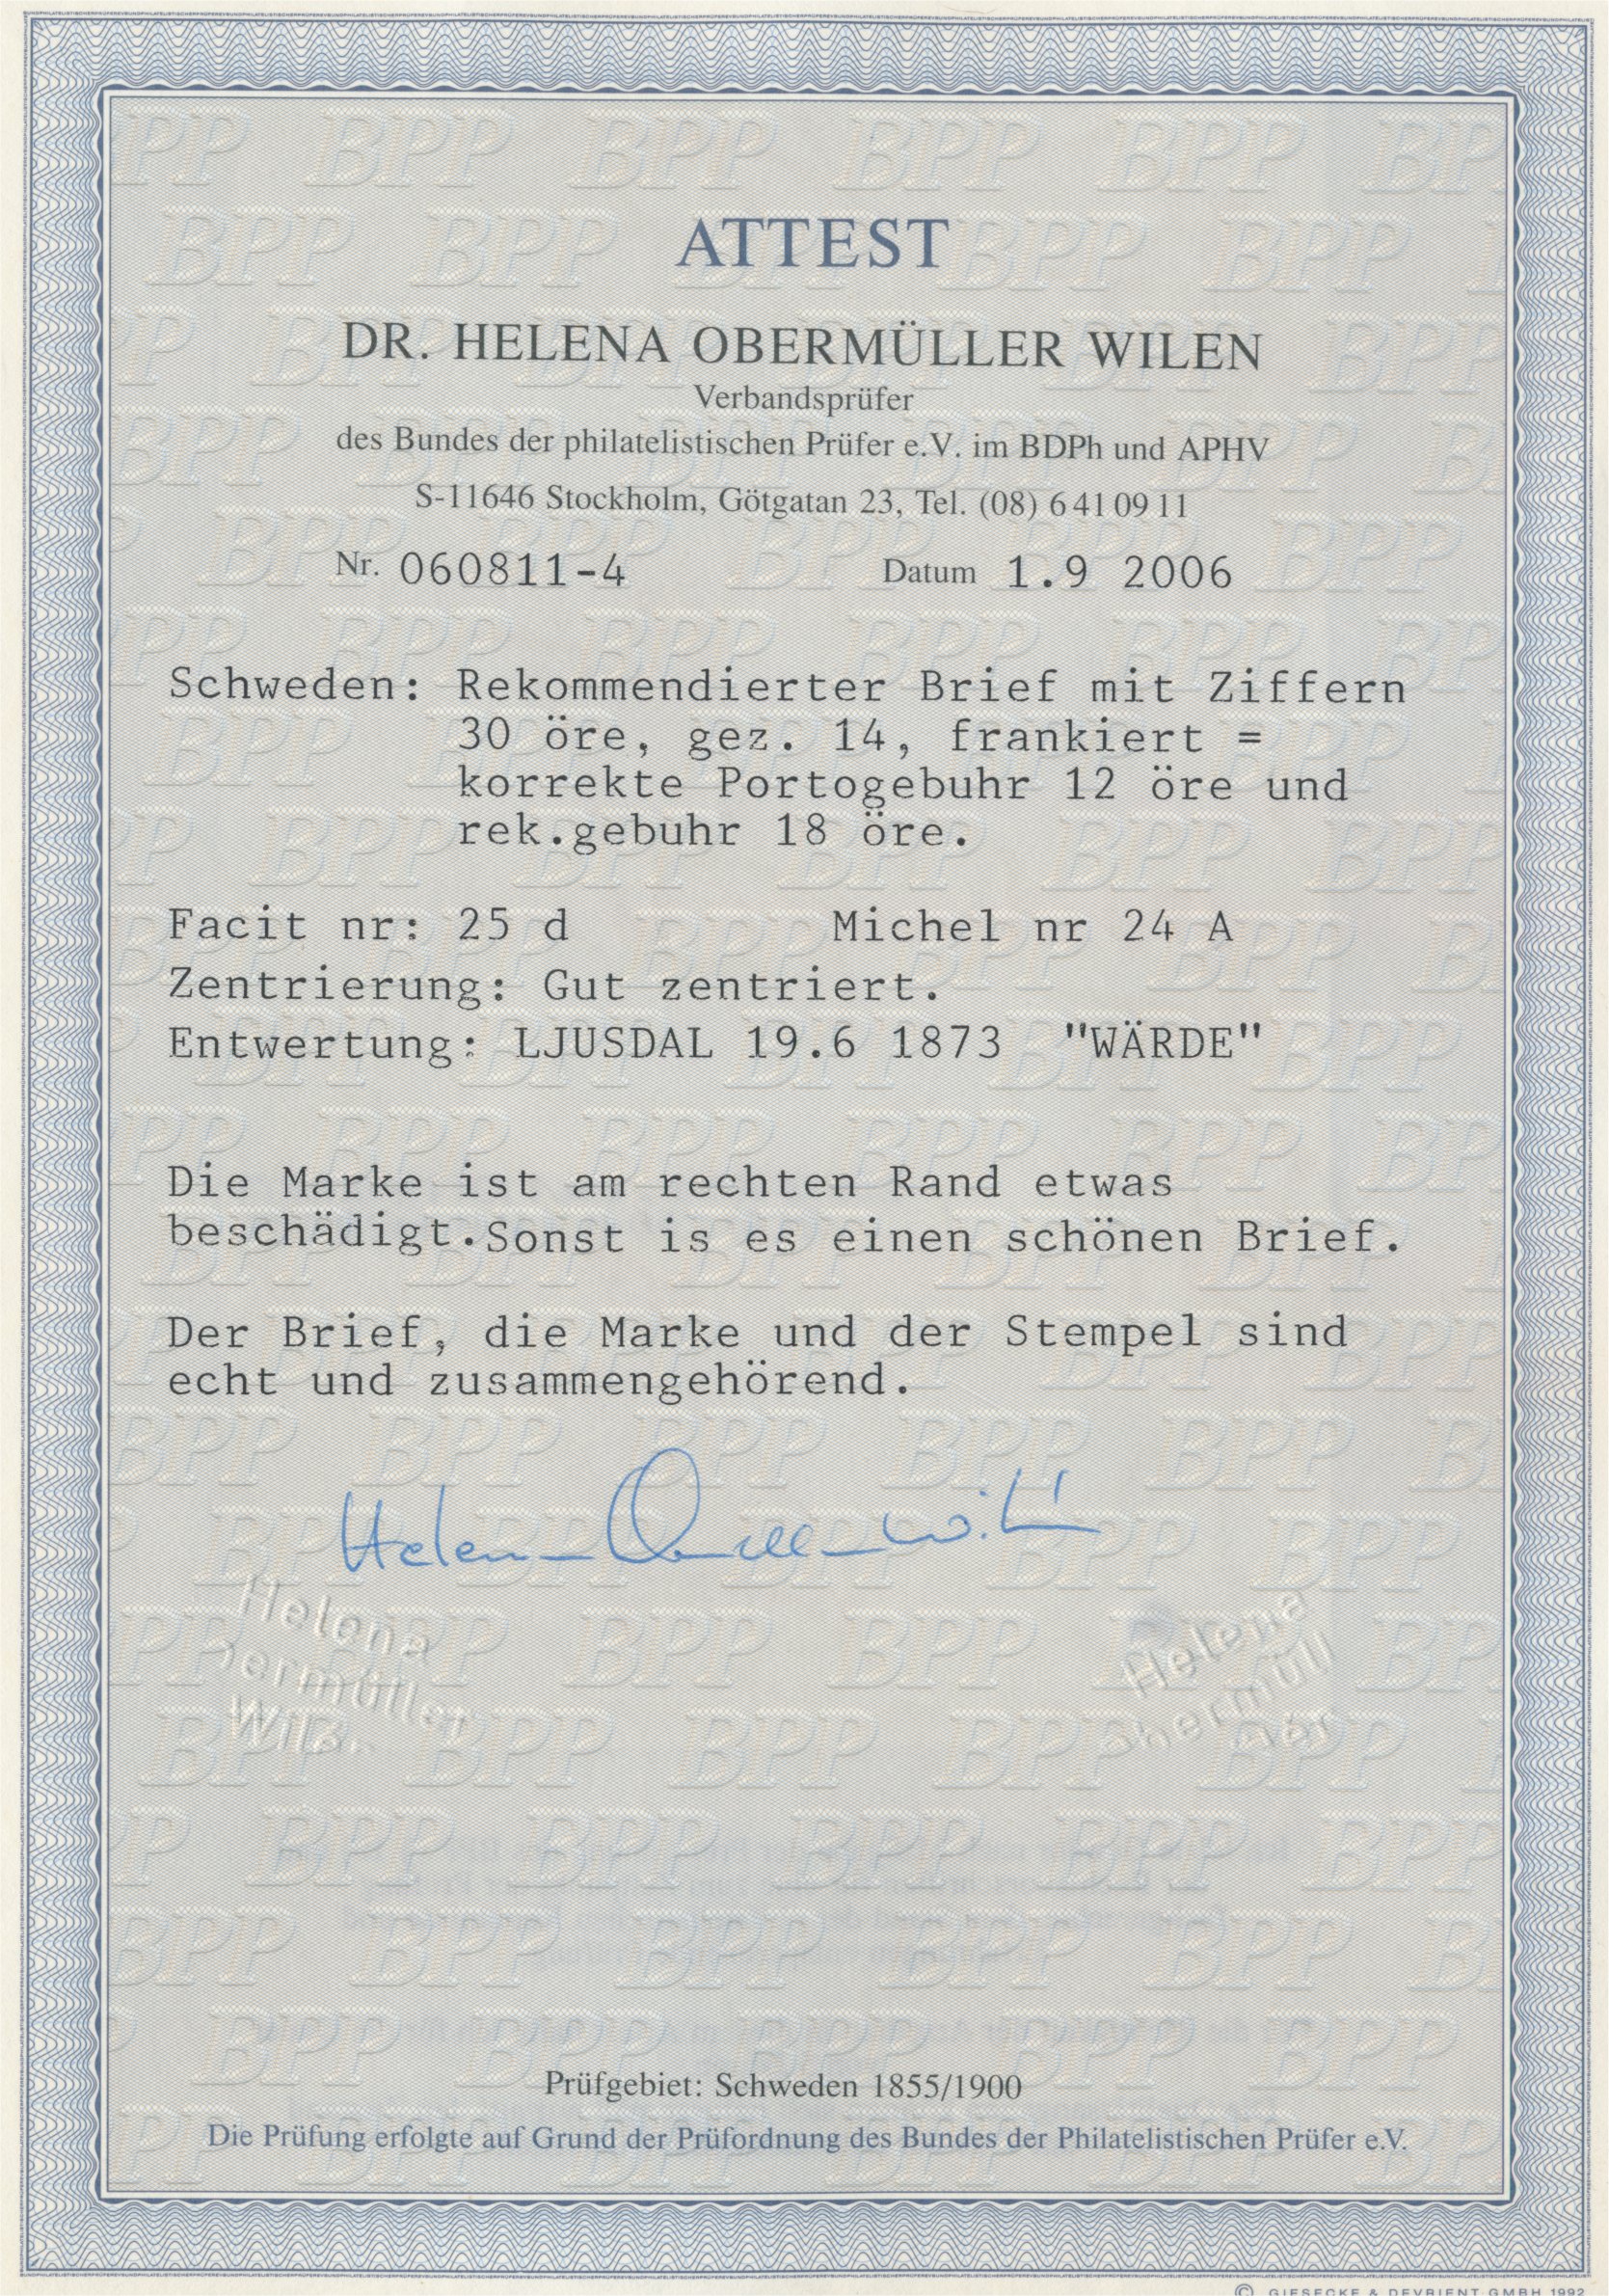 ATTEST
DR. HELENA OBERMÜLLER WILEN
Verbandsprüfer
des Bundes der philatelistischen Prüfer e.V. im BDPh und APHV
S-11646 Stockholm, Götgatan 23, Tel. (08) 6 41 09 11
Nr. 060811-4 Datum 1.9 2006
Schweden: Rekommendierter Brief mit Ziffern
30 öre, gez. 14, frankiert =
korrekte Portogebuhr 12 öre und
rek.gebuhr 18 öre.
Facit nr: 25 d Michel nr 24 A
Zentrierung: Gut zentriert.
Entwertung: LJUSDAL 19.6 1873 "WÄRDE"
Die Marke ist am rechten Rand etwas
beschädigt.Sonst is es einen schönen Brief.
Der Brief, die Marke und der Stempel sind
echt und zusammengehörend.
Helena
Helena
Prüfgebiet: Schweden 1855/1900
Die Prüfung erfolgte auf Grund der Prüfordnung des Bundes der Philatelistischen Prüfer e.V.
© GIESECKE & DEVRIENT GMBH 1992